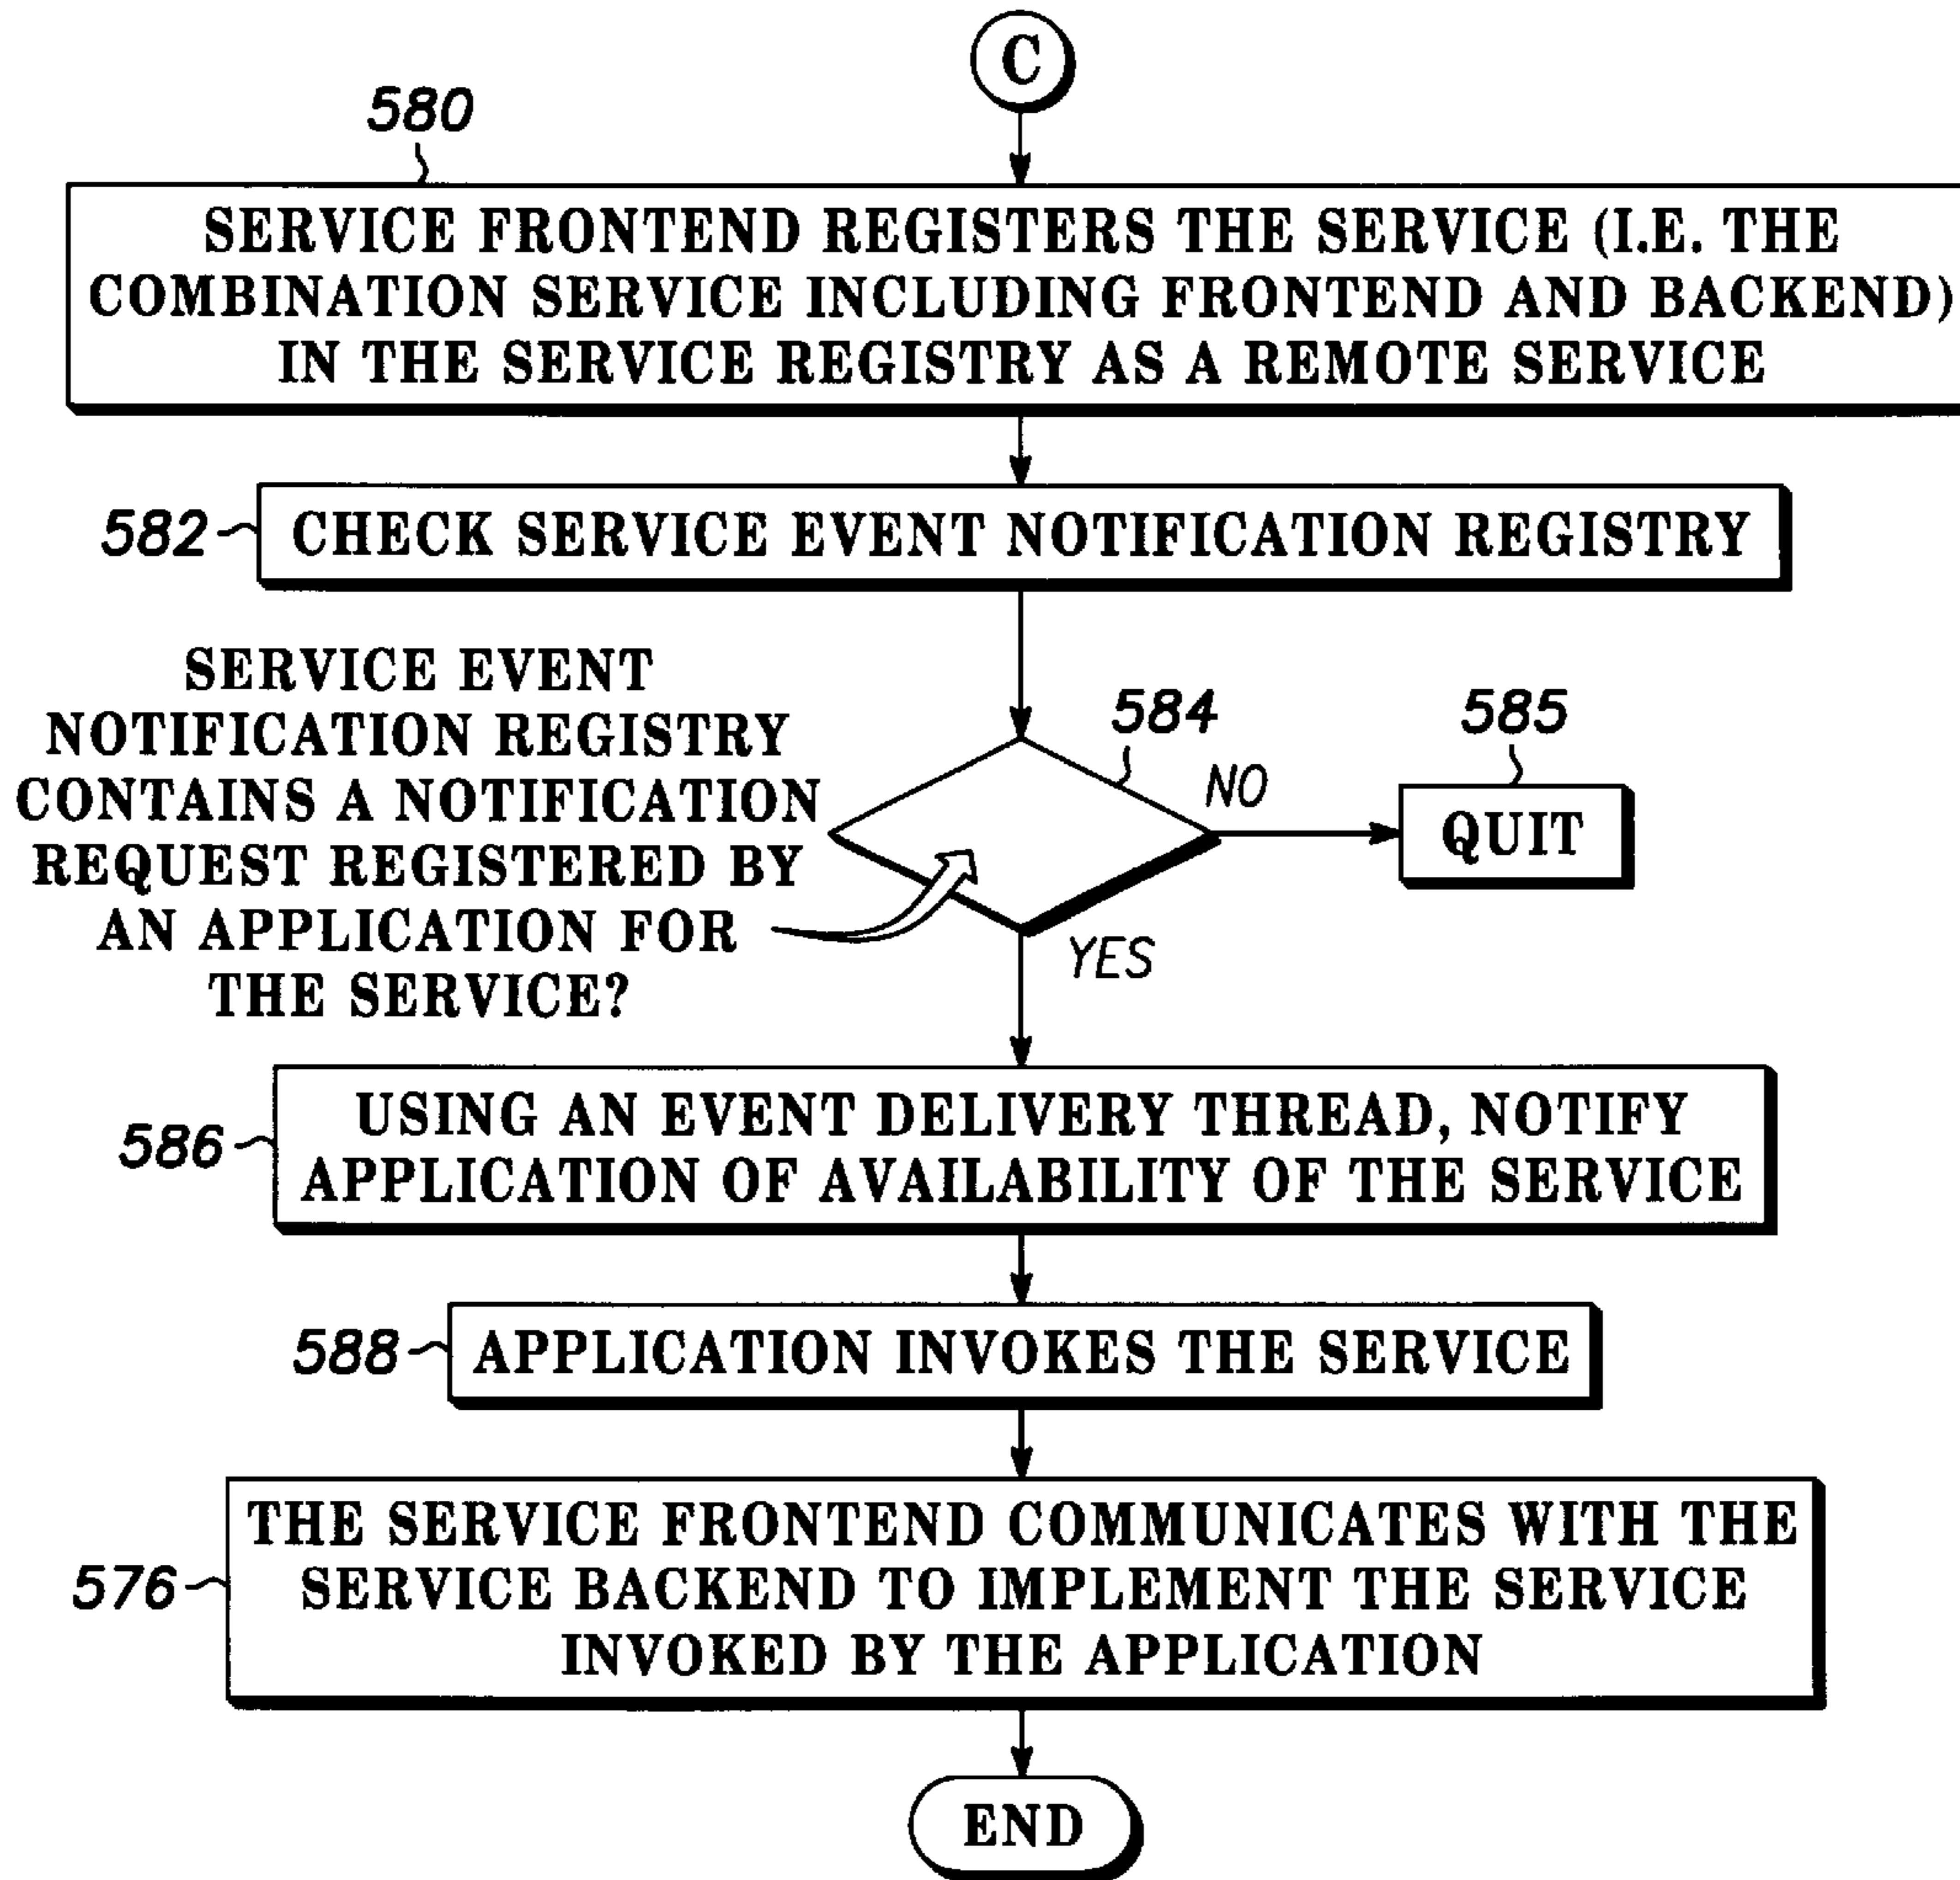 C
580
SERVICE FRONTEND REGISTERS THE SERVICE (I.E. THE
COMBINATION SERVICE INCLUDING FRONTEND AND BACKEND)
IN THE SERVICE REGISTRY AS A REMOTE SERVICE
582
CHECK SERVICE EVENT NOTIFICATION REGISTRY
SERVICE EVENT
NOTIFICATION REGISTRY
CONTAINS A NOTIFICATION
REQUEST REGISTERED BY
AN APPLICATION FOR
THE SERVICE?
584
NO
585
QUIT
YES
586
USING AN EVENT DELIVERY THREAD, NOTIFY
APPLICATION OF AVAILABILITY OF THE SERVICE
588
APPLICATION INVOKES THE SERVICE
576
THE SERVICE FRONTEND COMMUNICATES WITH THE
SERVICE BACKEND TO IMPLEMENT THE SERVICE
INVOKED BY THE APPLICATION
END